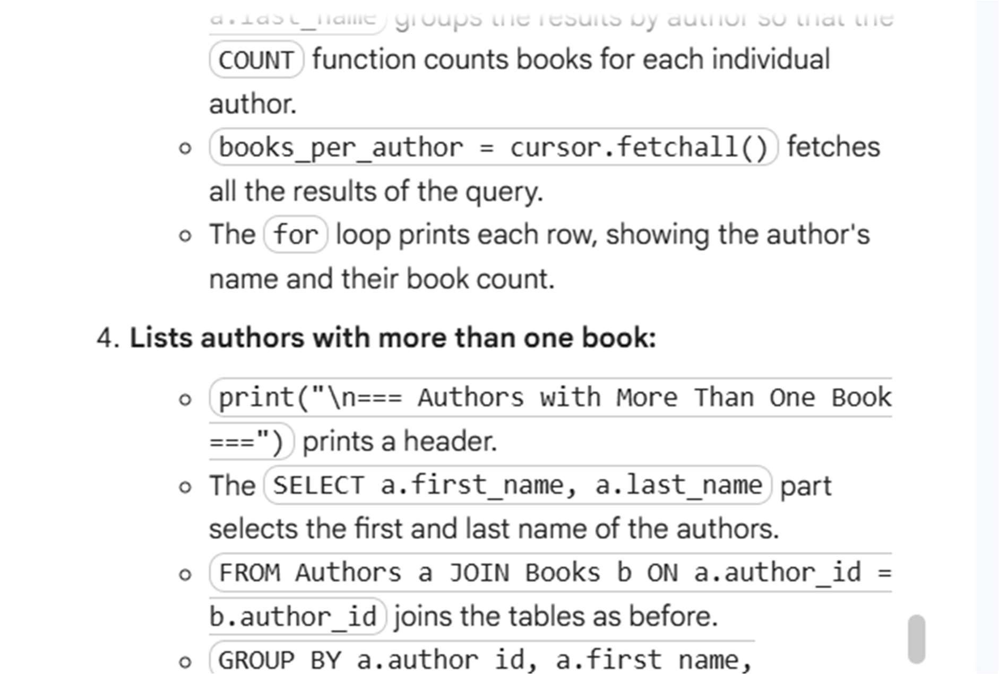 a.last_name groups the results by author so that the
COUNT function counts books for each individual
author.
books_per_author = cursor.fetchall() fetches
all the results of the query.
The for loop prints each row, showing the author's
name and their book count.
4. Lists authors with more than one book:
print("\n=== Authors with More Than One Book
===") prints a header.
The SELECT a.first_name, a.last_name part
selects the first and last name of the authors.
FROM Authors a JOIN Books b ON a.author_id =
b.author_id joins the tables as before.
GROUP BY a.author_id, a.first_name,